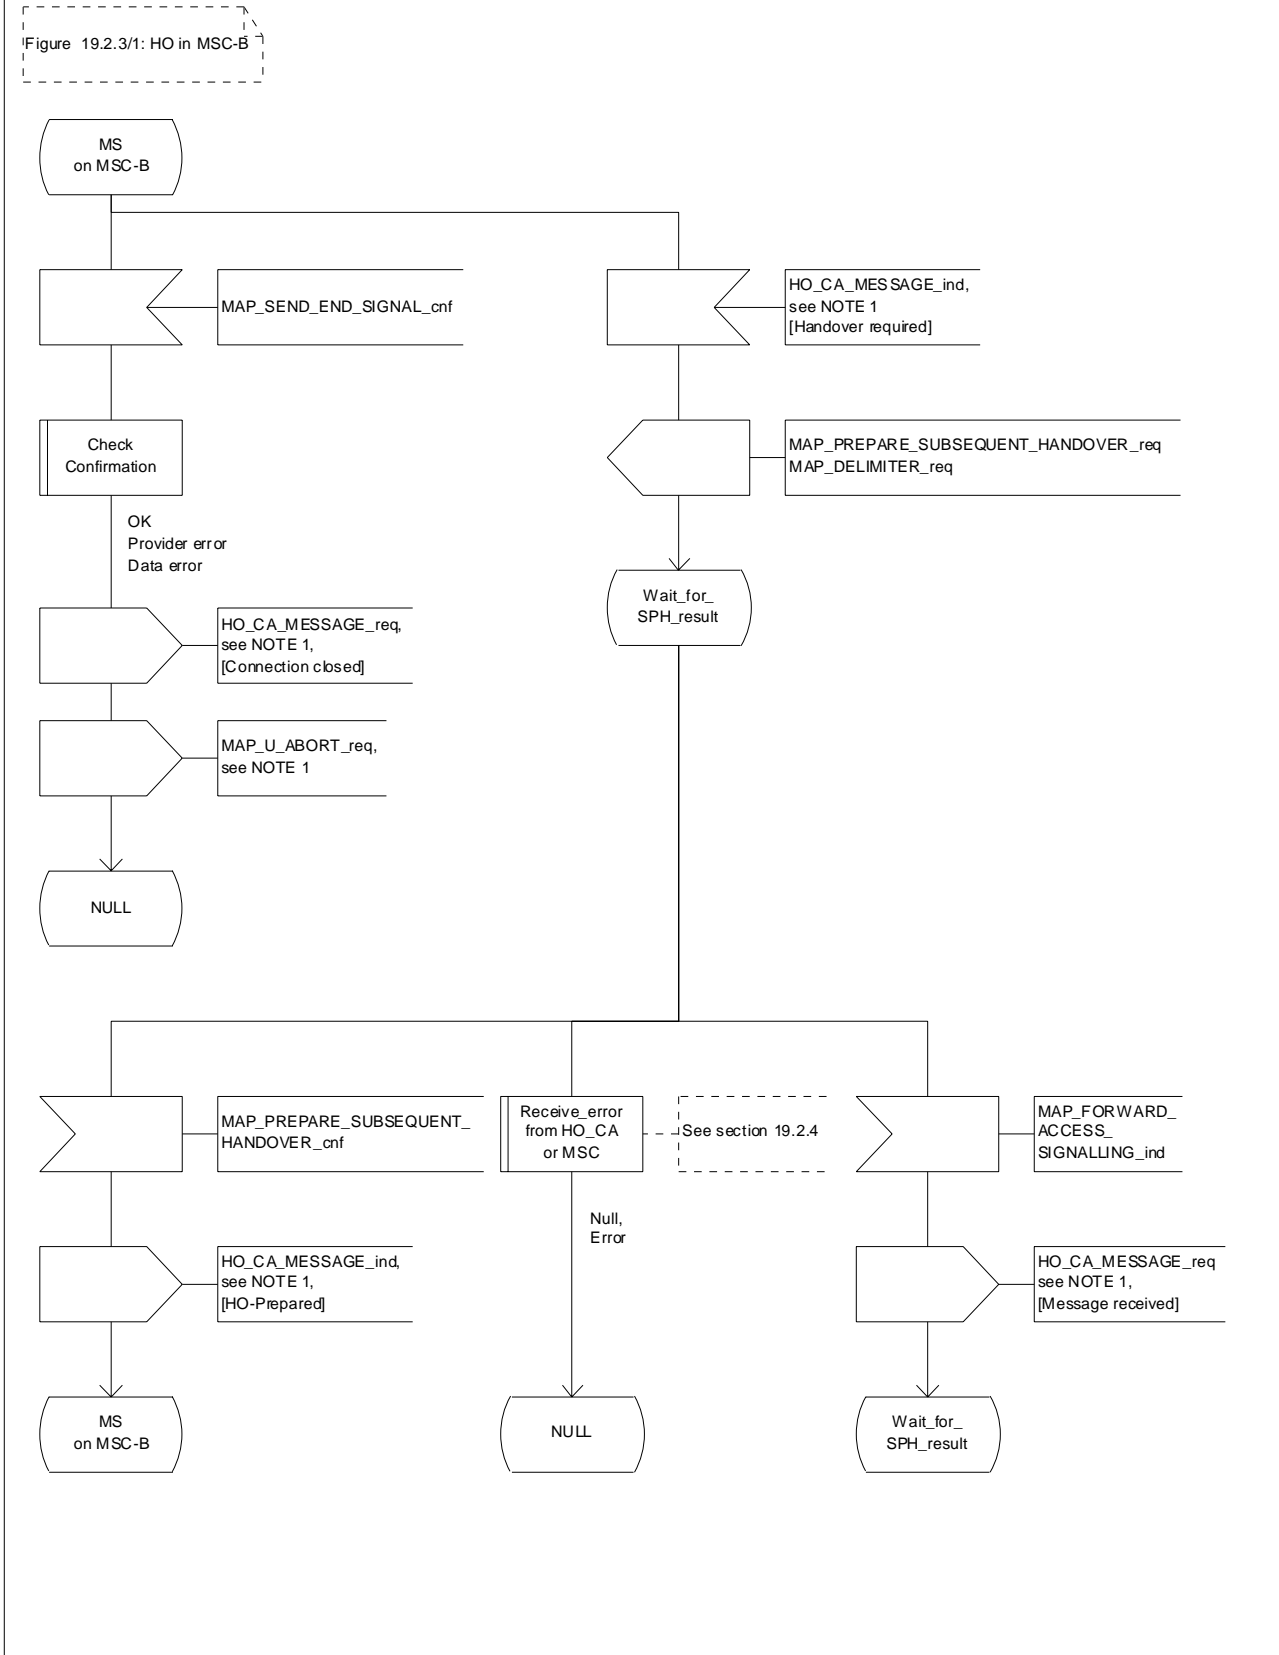 Figure 19.2.3/1: HO in MSC-B
MS
on MSC-B
MAP_SEND_END_SIGNAL_cnf
HO_CA_MESSAGE_ind,
see NOTE 1
[Handover required]
Check
Confirmation
MAP_PREPARE_SUBSEQUENT_HANDOVER_req
MAP_DELIMITER_req
OK
Provider error
Data error
Wait_for_
SPH_result
HO_CA_MESSAGE_req,
see NOTE 1,
[Connection closed]
MAP_U_ABORT_req,
see NOTE 1
NULL
MAP_PREPARE_SUBSEQUENT_
HANDOVER_cnf
Receive_error
from HO_CA
or MSC
See section 19.2.4
MAP_FORWARD_
ACCESS_
SIGNALLING_ind
Null,
Error
HO_CA_MESSAGE_ind,
see NOTE 1,
[HO-Prepared]
HO_CA_MESSAGE_req
see NOTE 1,
[Message received]
MS
on MSC-B
NULL
Wait_for_
SPH_result